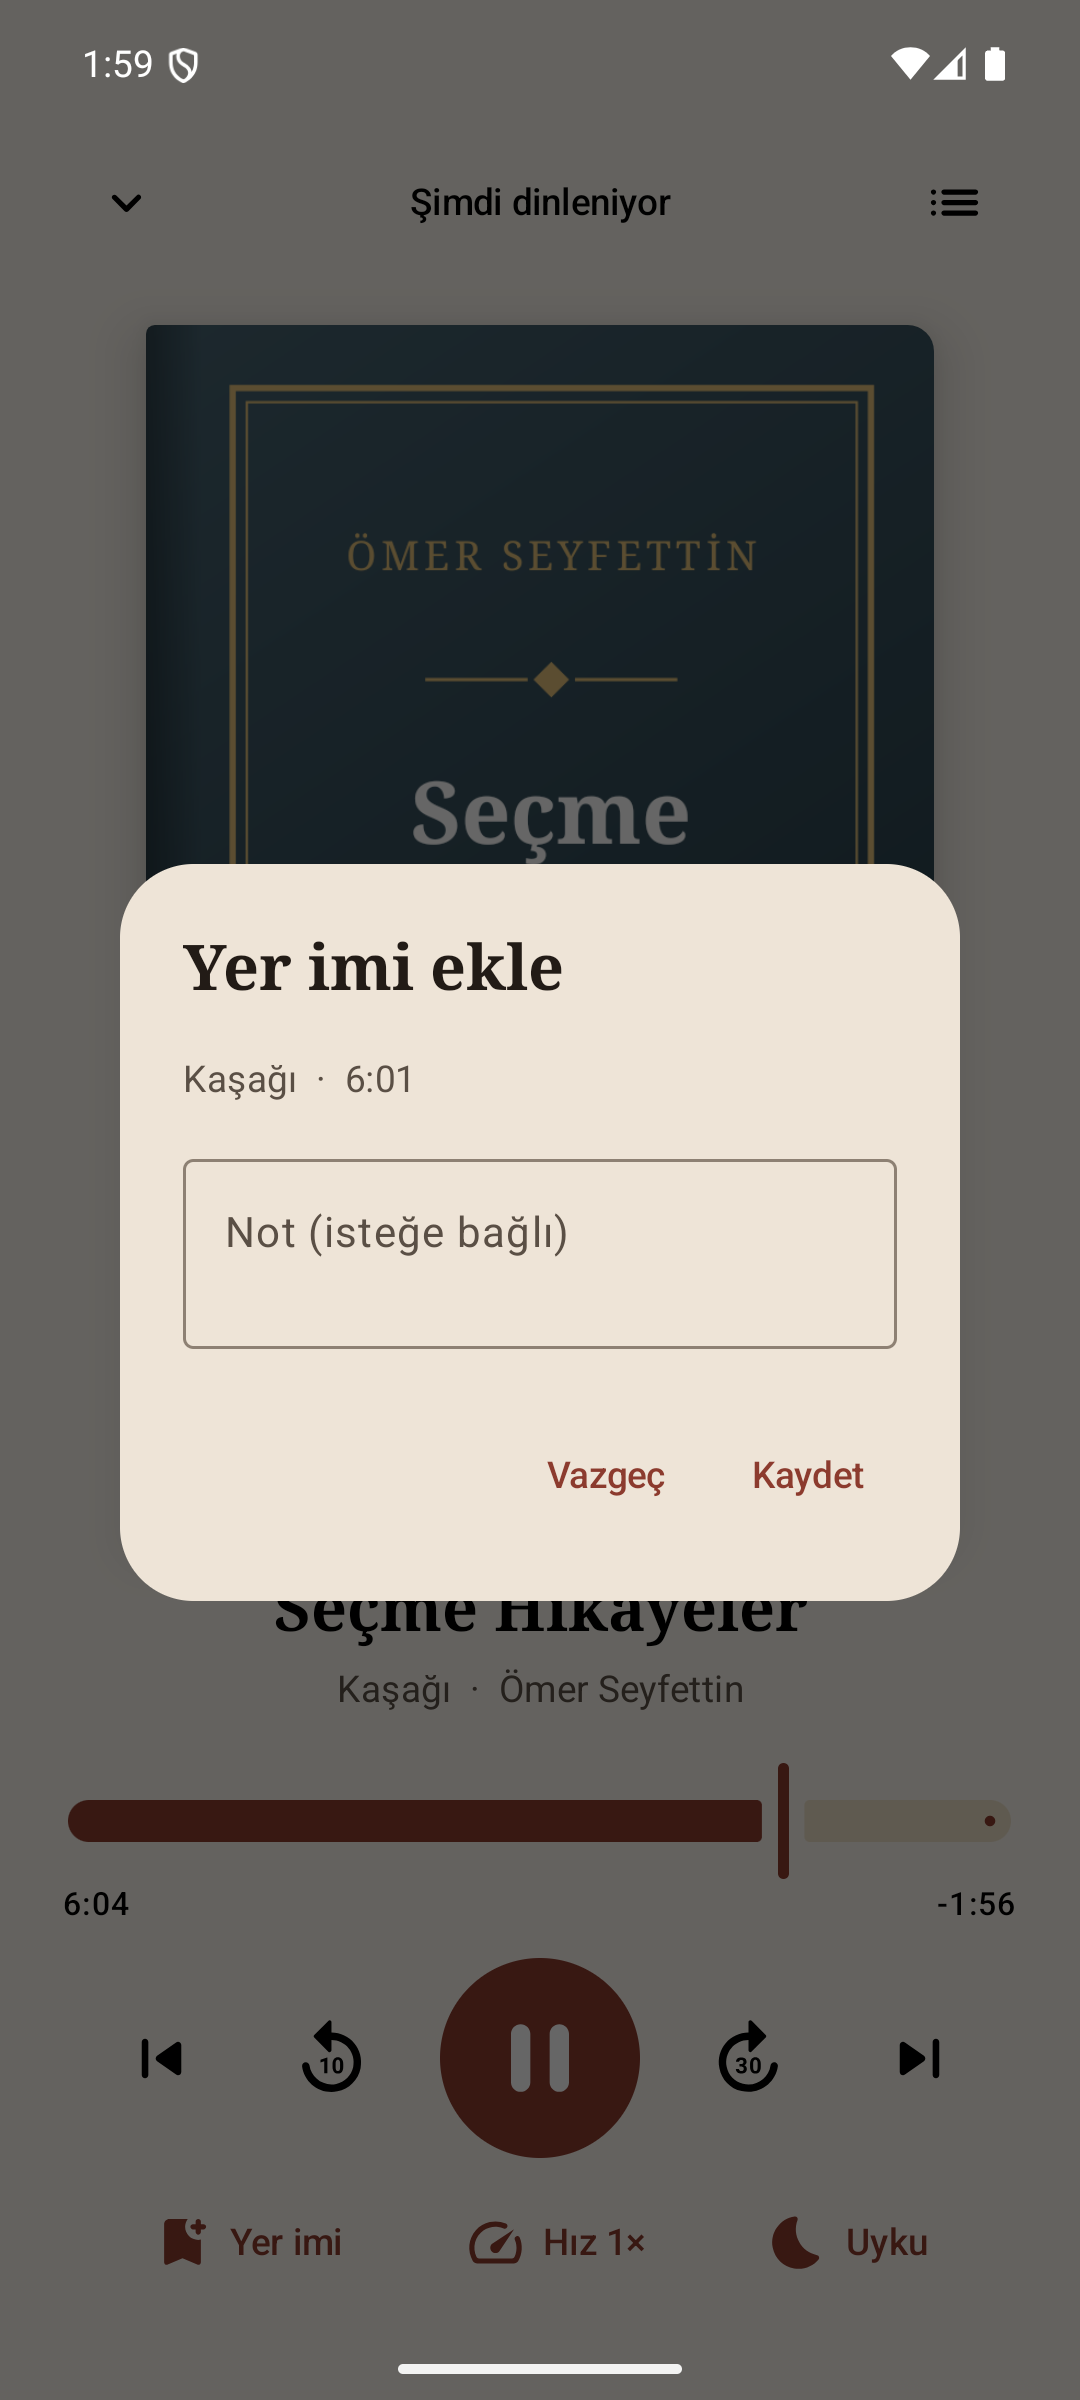 1:59
Şimdi dinleniyor
ÖMER SEYFETTİN
Seçme
Yer imi ekle
Kaşağı · 6:01
Not (isteğe bağlı)
Vazgeç Kaydet
Seçme Hikayeler
Kaşağı · Ömer Seyfettin
6:04 -1:56
10 30
Yer imi Hız 1× Uyku